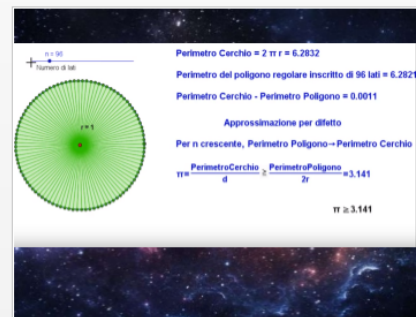 n = 96
Numero di lati
r = 1
Perimetro Cerchio = 2 π r = 6.2832
Perimetro del poligono regolare inscritto di 96 lati = 6.2821
Perimetro Cerchio - Perimetro Poligono = 0.0011
Approssimazione per difetto
Per n crescente, Perimetro Poligono→Perimetro Cerchio
π=PerimetroCerchio/d ≥ PerimetroPoligono/2r =3.141
π ≥ 3.141